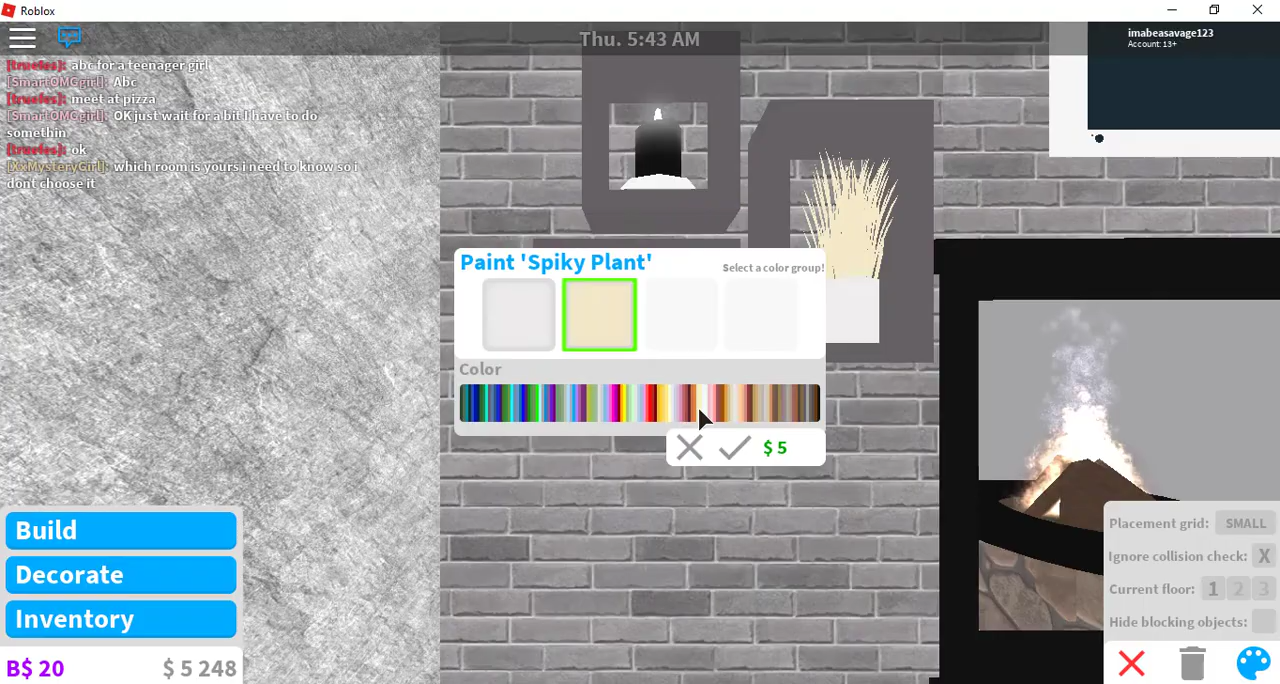 Roblox
Thu. 5:43 AM
imabeasavage123
Account: 13+
[truefes]: abc for a teenager girl
[SmartOMGgirl]: Abc
[truefes]: meet at pizza
[SmartOMGgirl]: OK just wait for a bit I have to do
somethin
[truefes]: ok
[XxMysteryGirl]: which room is yours i need to know so i
dont choose it
Paint 'Spiky Plant'
Select a color group!
Color
$ 5
Build
Decorate
Inventory
B$ 20
$ 5 248
Placement grid: SMALL
Ignore collision check: X
Current floor: 1 2 3
Hide blocking objects: